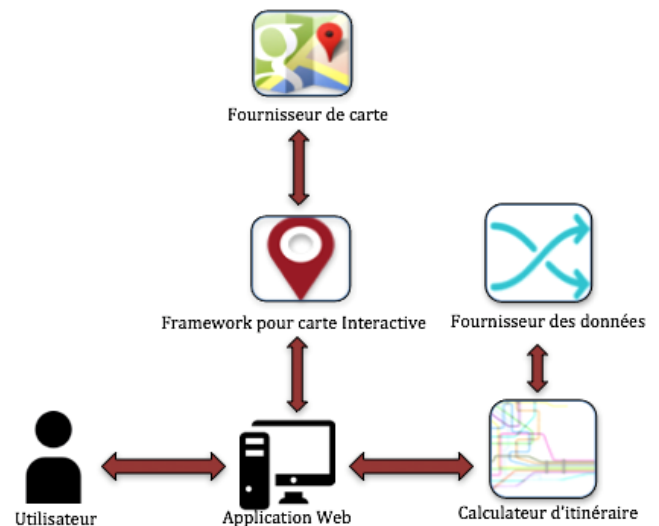 Fournisseur de carte
Framework pour carte Interactive
Fournisseur des données
Utilisateur
Application Web
Calculateur d'itinéraire